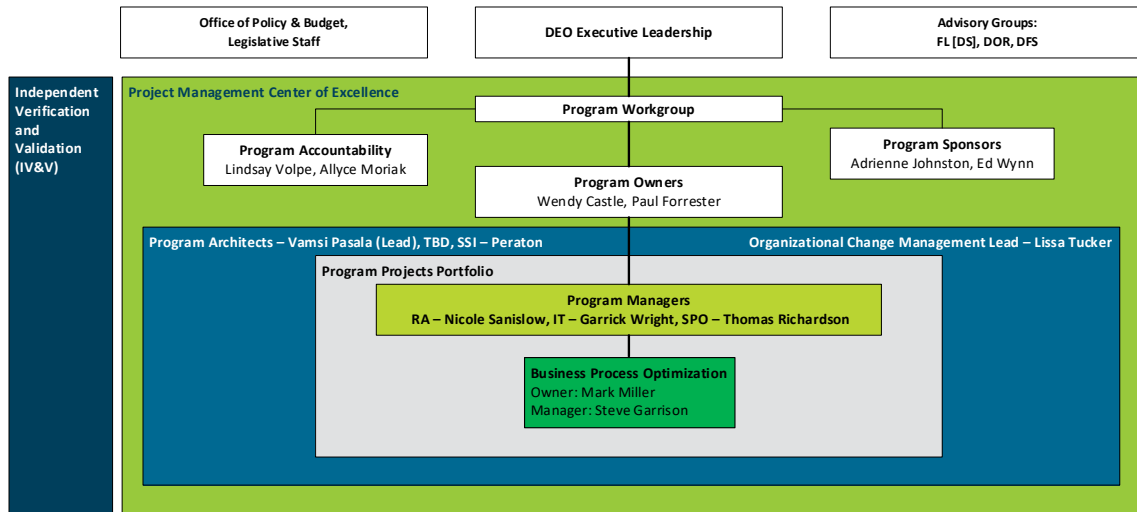 Office of Policy & Budget,
Legislative Staff
DEO Executive Leadership
Advisory Groups:
FL [DS], DOR, DFS
Independent
Verification
and
Validation
(IV&V)
Project Management Center of Excellence
Program Workgroup
Program Accountability
Lindsay Volpe, Allyce Moriak
Program Sponsors
Adrienne Johnston, Ed Wynn
Program Owners
Wendy Castle, Paul Forrester
Program Architects – Vamsi Pasala (Lead), TBD, SSI – Peraton
Organizational Change Management Lead – Lissa Tucker
Program Projects Portfolio
Program Managers
RA – Nicole Sanislow, IT – Garrick Wright, SPO – Thomas Richardson
Business Process Optimization
Owner: Mark Miller
Manager: Steve Garrison